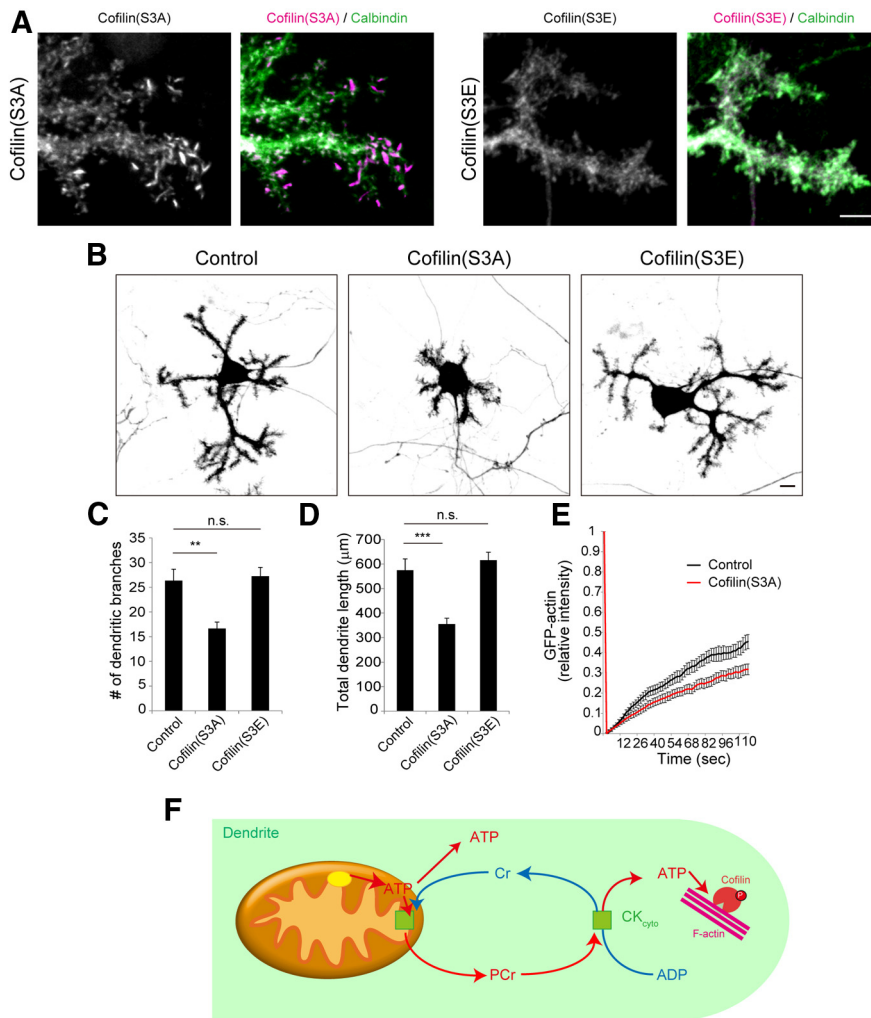 A
Cofilin(S3A)
Cofilin(S3A) / Calbindin
Cofilin(S3E)
Cofilin(S3E) / Calbindin
Cofilin(S3A)
Cofilin(S3E)
B
Control
Cofilin(S3A)
Cofilin(S3E)
C
# of dendritic branches
35
30
25
20
15
10
5
0
n.s.
**
Control
Cofilin(S3A)
Cofilin(S3E)
D
Total dendrite length (μm)
800
700
600
500
400
300
200
100
0
n.s.
***
Control
Cofilin(S3A)
Cofilin(S3E)
E
GFP-actin
(relative intensity)
1
0.9
0.8
0.7
0.6
0.5
0.4
0.3
0.2
0.1
Control
Cofilin(S3A)
12 26 40 54 68 82 96 110
Time (sec)
F
Dendrite
ATP
ATP
Cr
PCr
CKcyto
ATP
ADP
Cofilin
P
F-actin